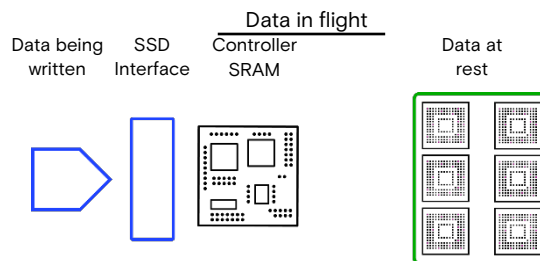 Data in flight
Data being
written
SSD
Interface
Controller
SRAM
Data at
rest